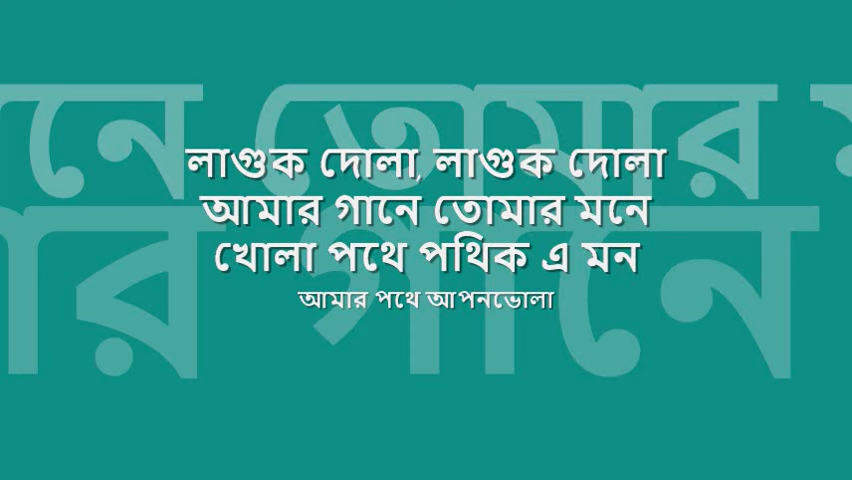 নে তোমার ম
লাগুক দোলা, লাগুক দোলা
আমার গানে তোমার মনে
খোলা পথে পথিক এ মন
আমার পথে আপনভোলা
র গানে